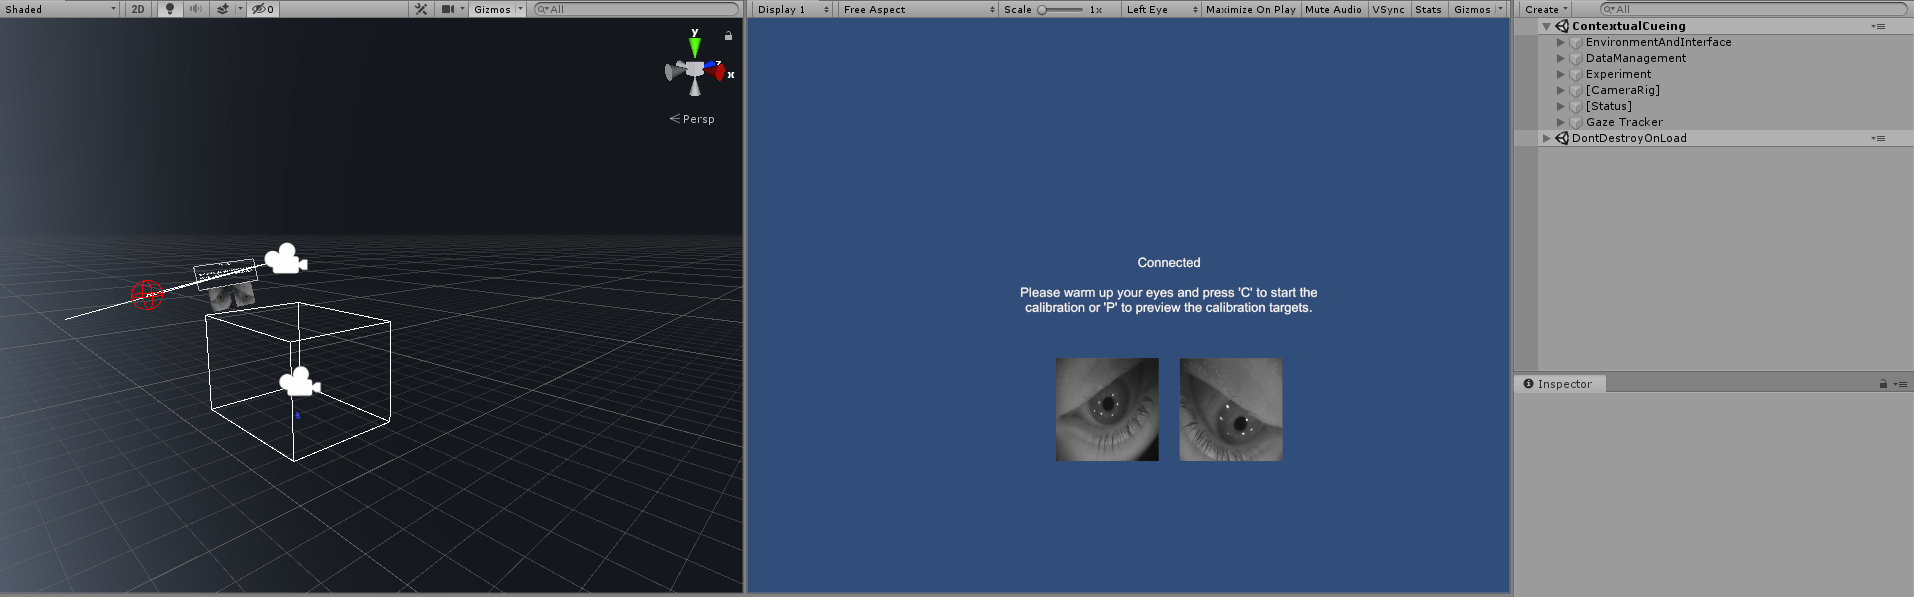 Shaded
2D
0
Gizmos
All
y
z
x
Persp
Display 1
Free Aspect
Scale
1x
Left Eye
Maximize On Play
Mute Audio
VSync
Stats
Gizmos
Connected
Please warm up your eyes and press 'C' to start the
calibration or 'P' to preview the calibration targets.
Create
All
ContextualCueing
EnvironmentAndInterface
DataManagement
Experiment
[CameraRig]
[Status]
Gaze Tracker
DontDestroyOnLoad
Inspector